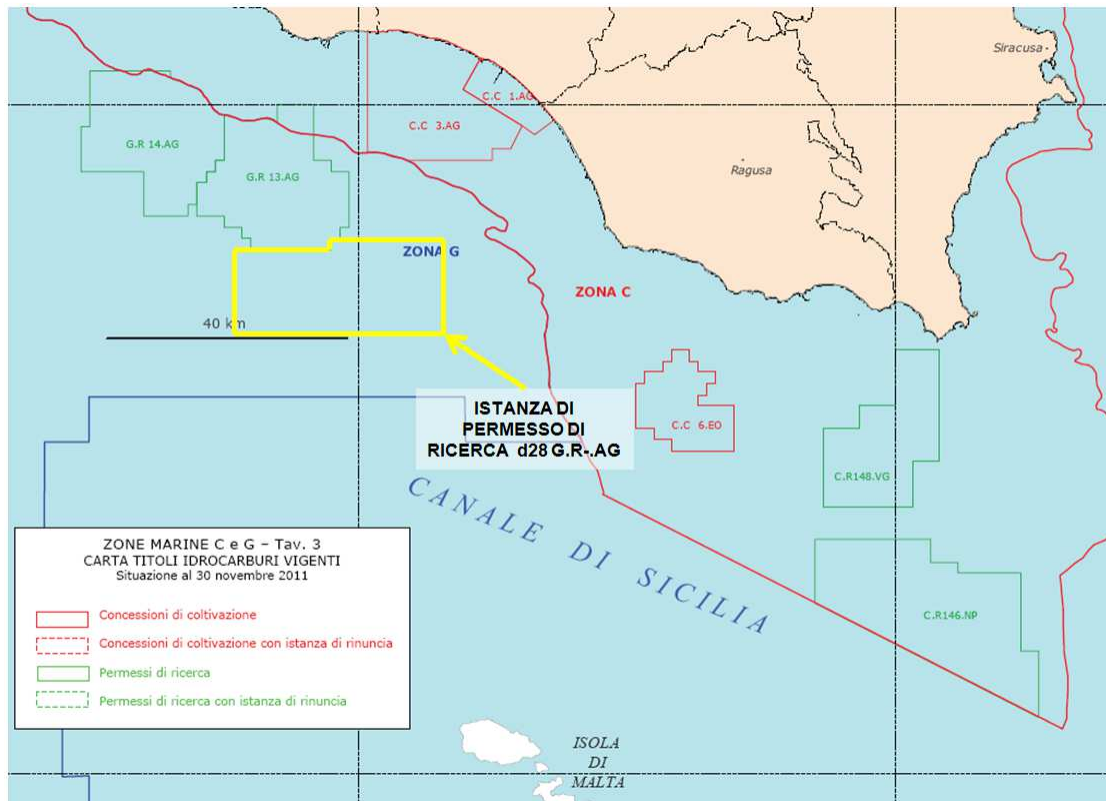 Siracusa
C.C 1.AG
C.C 3.AG
G.R 14.AG
G.R 13.AG
Ragusa
ZONA G
ZONA C
40 km
ISTANZA DI
PERMESSO DI
RICERCA d28 G.R-.AG
C.C 6.EO
C.R148.VG
CANALE DI SICILIA
C.R146.NP
ZONE MARINE C e G – Tav. 3
CARTA TITOLI IDROCARBURI VIGENTI
Situazione al 30 novembre 2011
Concessioni di coltivazione
Concessioni di coltivazione con istanza di rinuncia
Permessi di ricerca
Permessi di ricerca con istanza di rinuncia
ISOLA
DI
MALTA